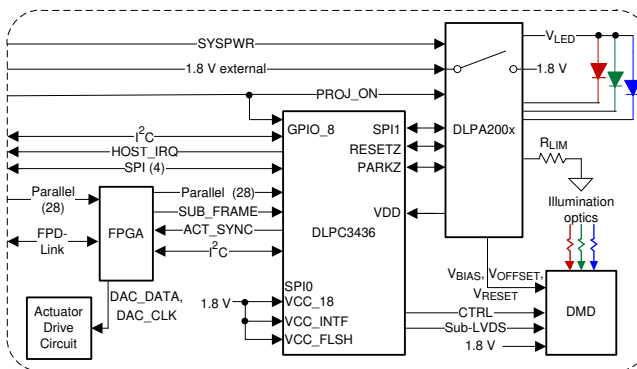 SYSPWR
1.8 V external
PROJ_ON
I²C
HOST_IRQ
SPI (4)
Parallel
(28)
FPD-
Link
FPGA
Parallel (28)
SUB_FRAME
ACT_SYNC
I²C
DAC_DATA,
DAC_CLK
Actuator
Drive
Circuit
GPIO_8
SPI1
RESETZ
PARKZ
VDD
DLPC3436
SPI0
VCC_18
VCC_INTF
VCC_FLSH
1.8 V
DLPA200x
V_LED
1.8 V
R_LIM
Illumination
optics
V_BIAS, V_OFFSET,
V_RESET
CTRL
Sub-LVDS
1.8 V
DMD